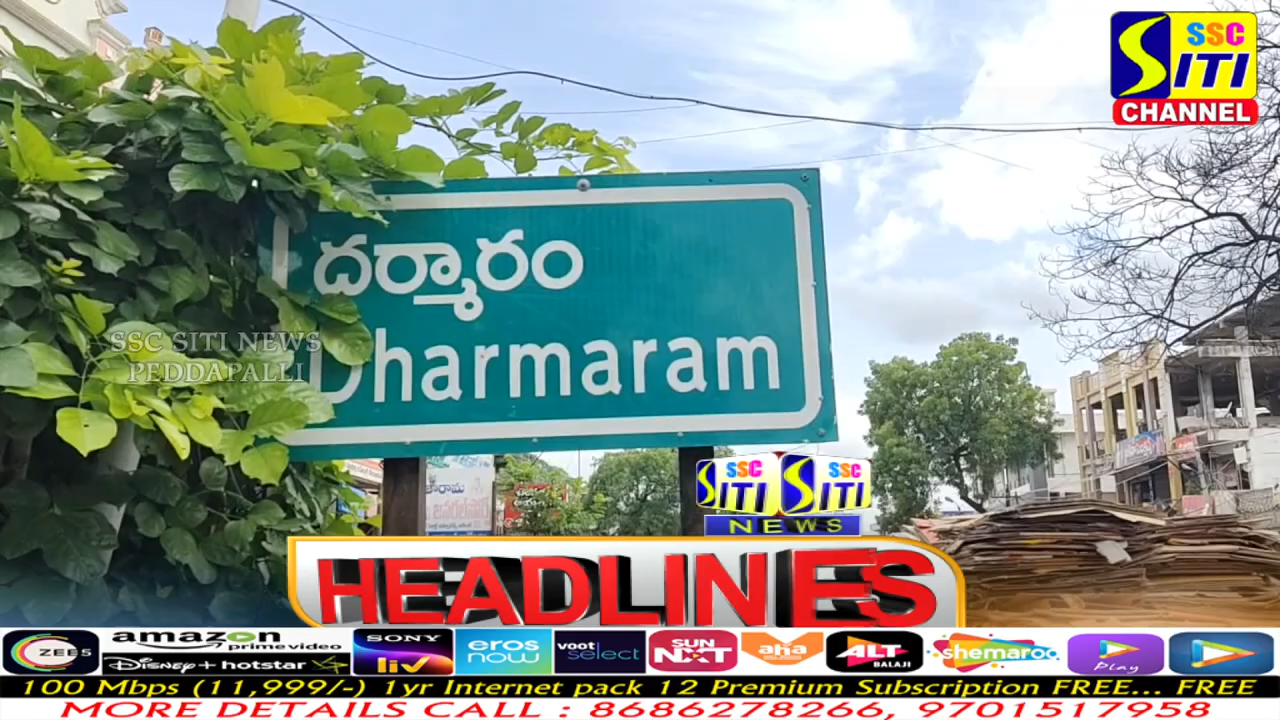 SSC
SITI
CHANNEL
దర్మారం
Dharmaram
SSC SITI NEWS
PEDDAPALLI
SSC SSC
SITI SITI
NEWS
HEADLINES
ZEE5 amazon primevideo Disney+ hotstar SONY liv eros now voot select SUN NXT aha ALT BALAJI shemaroo Play
100 Mbps (11,999/-) 1yr Internet pack 12 Premium Subscription FREE... FREE
MORE DETAILS CALL : 8686278266, 9701517958